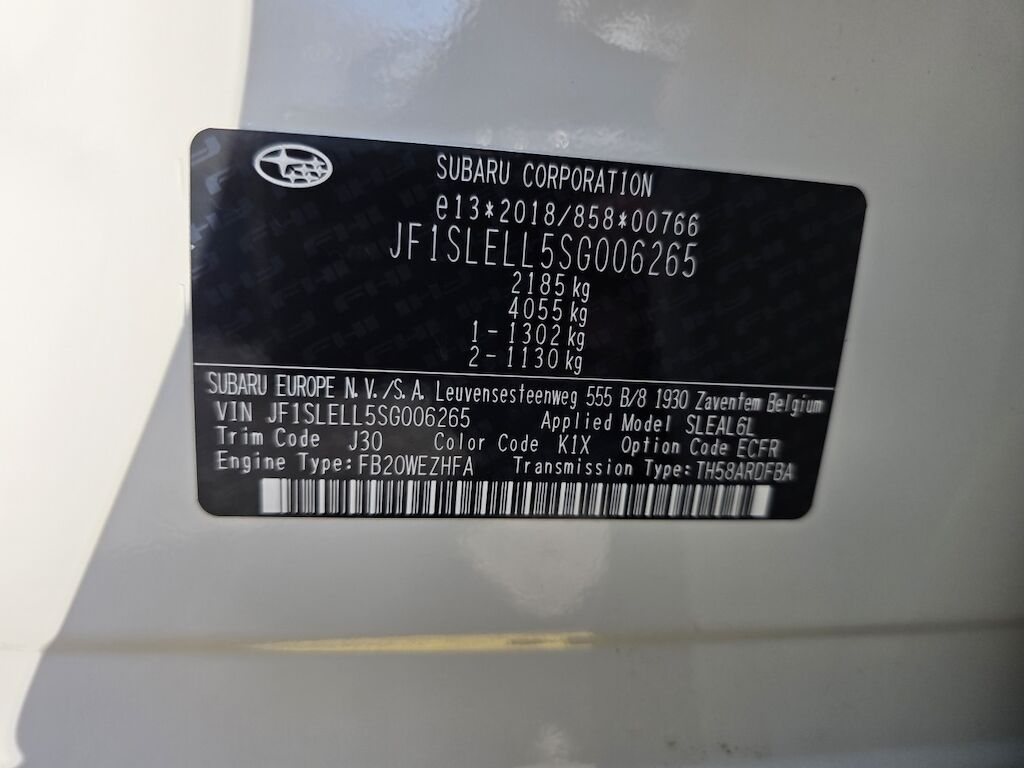 SUBARU CORPORATION
e13*2018/858*00766
JF1SLELL5SG006265
2185 kg
4055 kg
1 - 1302 kg
2 - 1130 kg
SUBARU EUROPE N.V./S.A. Leuvensesteenweg 555 B/8 1930 Zaventem Belgium
VIN JF1SLELL5SG006265 Applied Model SLEAL6L
Trim Code J30 Color Code K1X Option Code ECFR
Engine Type:FB20WEZHFA Transmission Type:TH58ARDFBA